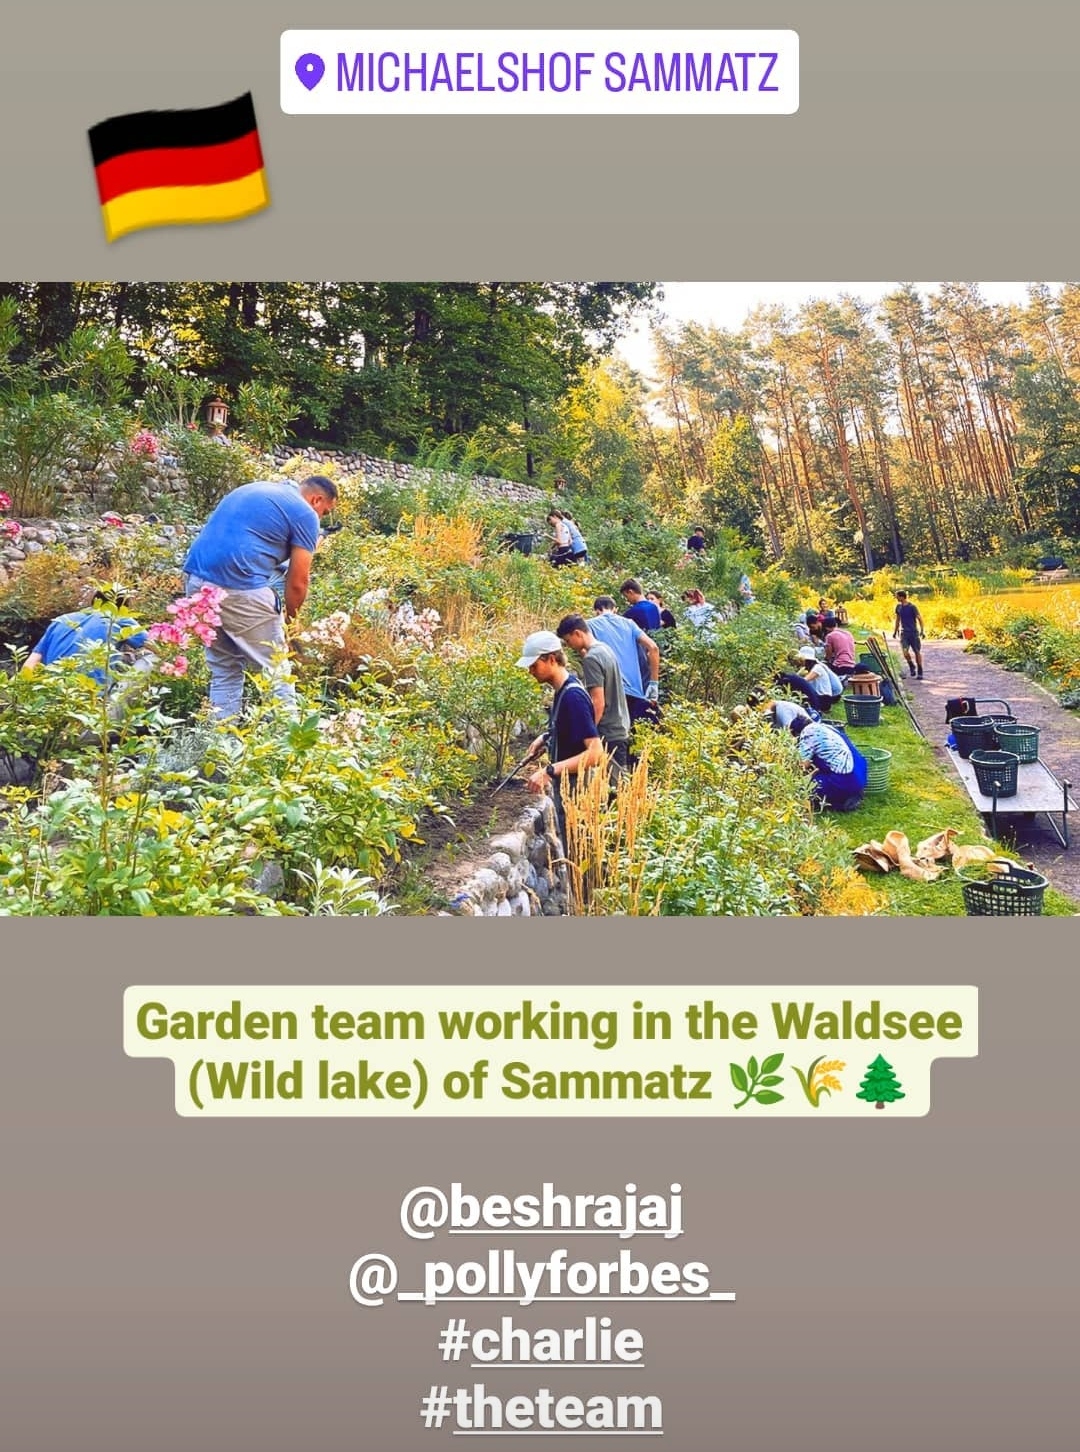 MICHAELSHOF SAMMATZ
Garden team working in the Waldsee
(Wild lake) of Sammatz 🌿🌾🌲
@beshrajaj
@_pollyforbes_
#charlie
#theteam